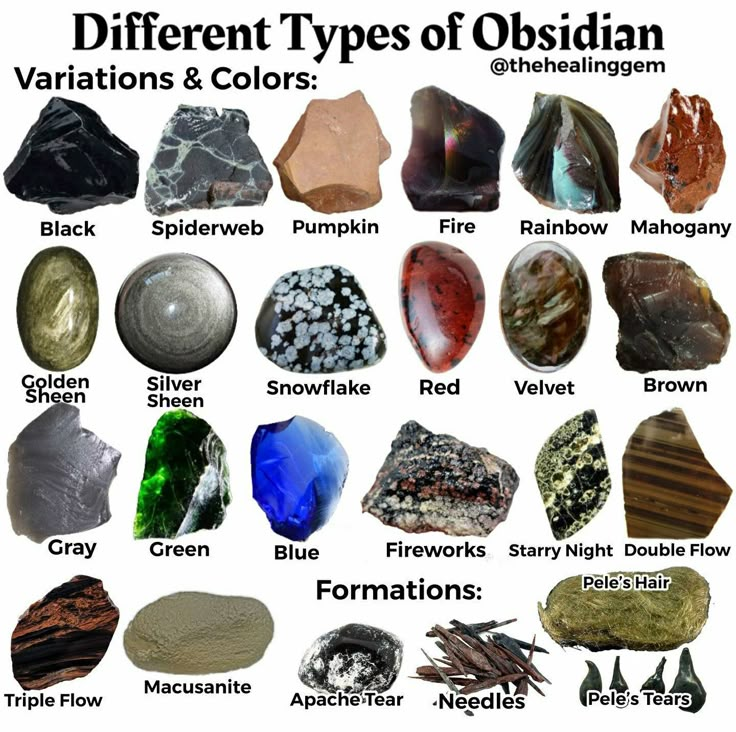 Different Types of Obsidian
@thehealinggem
Variations & Colors:
Black
Spiderweb
Pumpkin
Fire
Rainbow
Mahogany
Golden
Sheen
Silver
Sheen
Snowflake
Red
Velvet
Brown
Gray
Green
Blue
Fireworks
Starry Night
Double Flow
Triple Flow
Macusanite
Formations:
Apache Tear
Needles
Pele's Hair
Pele's Tears